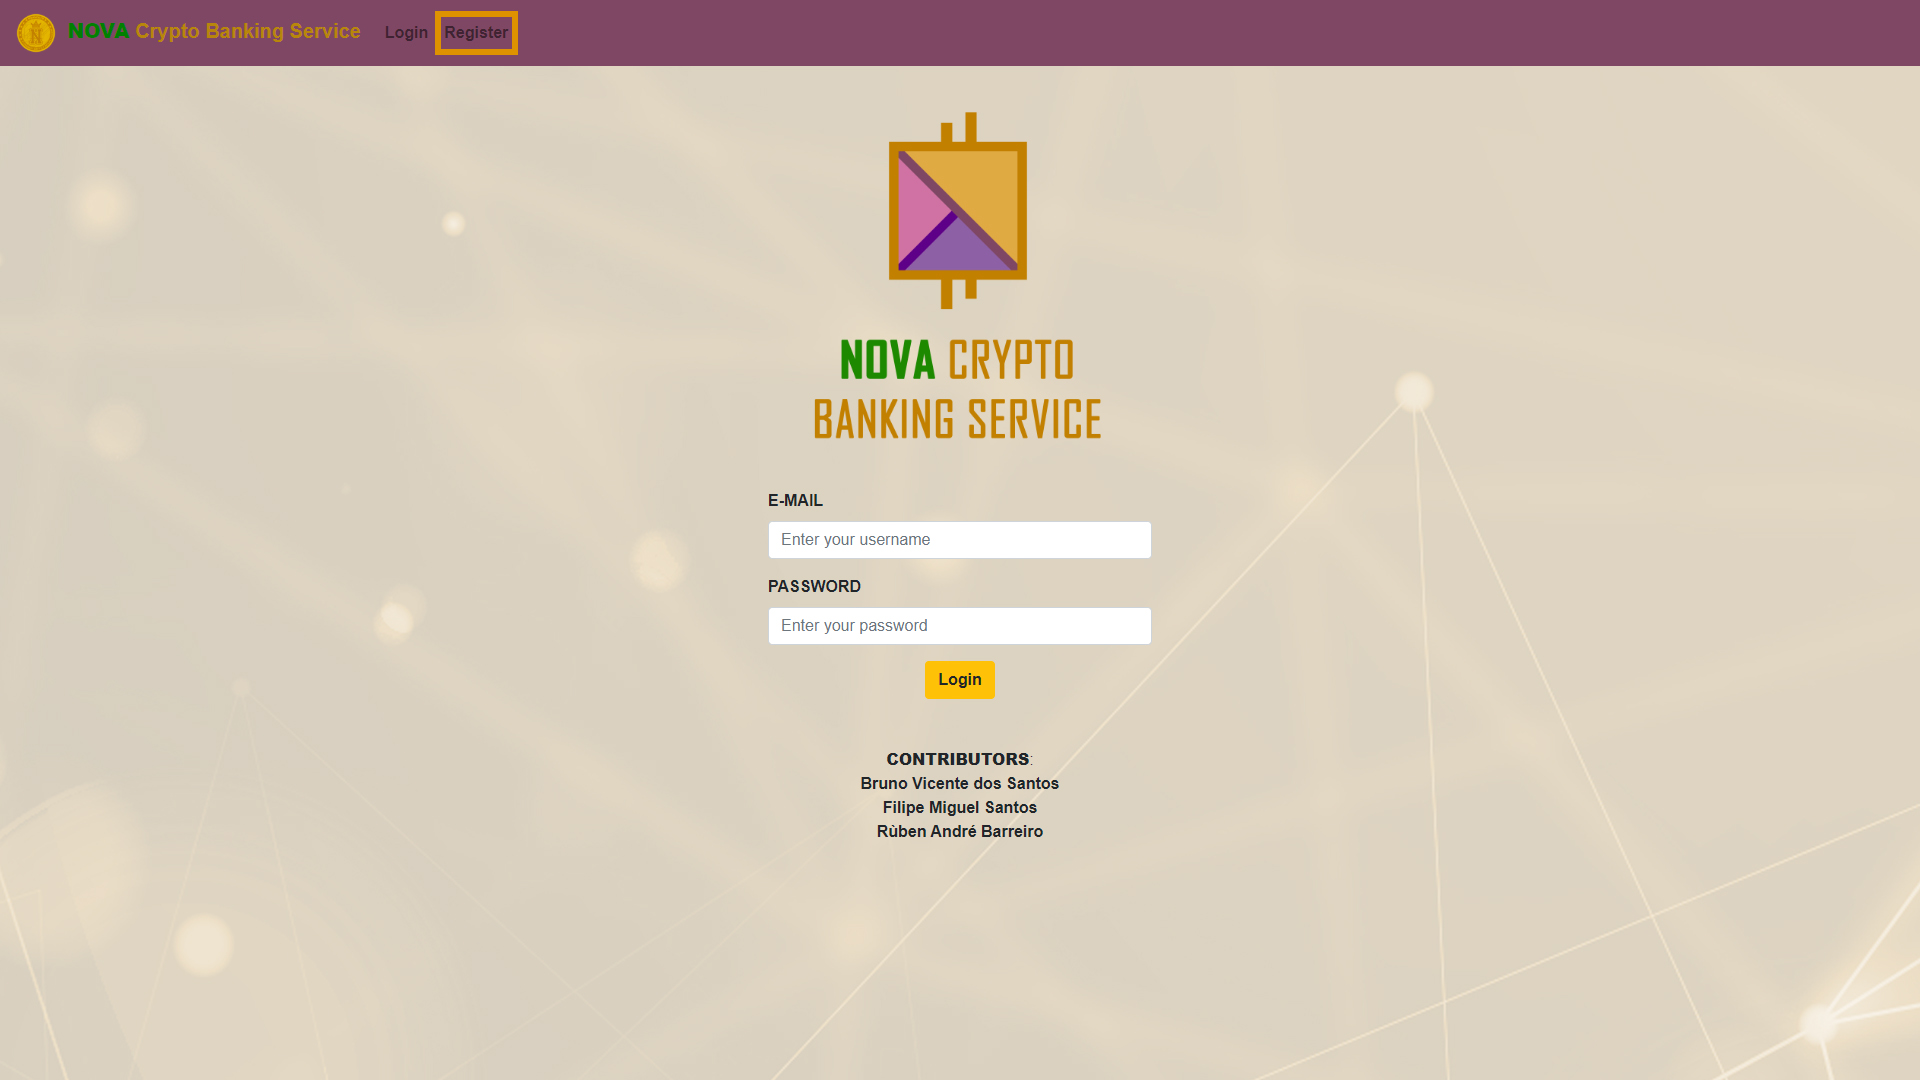 NOVA Crypto Banking Service Login Register
NOVA CRYPTO
BANKING SERVICE
E-MAIL
Enter your username
PASSWORD
Enter your password
Login
CONTRIBUTORS:
Bruno Vicente dos Santos
Filipe Miguel Santos
Rùben André Barreiro